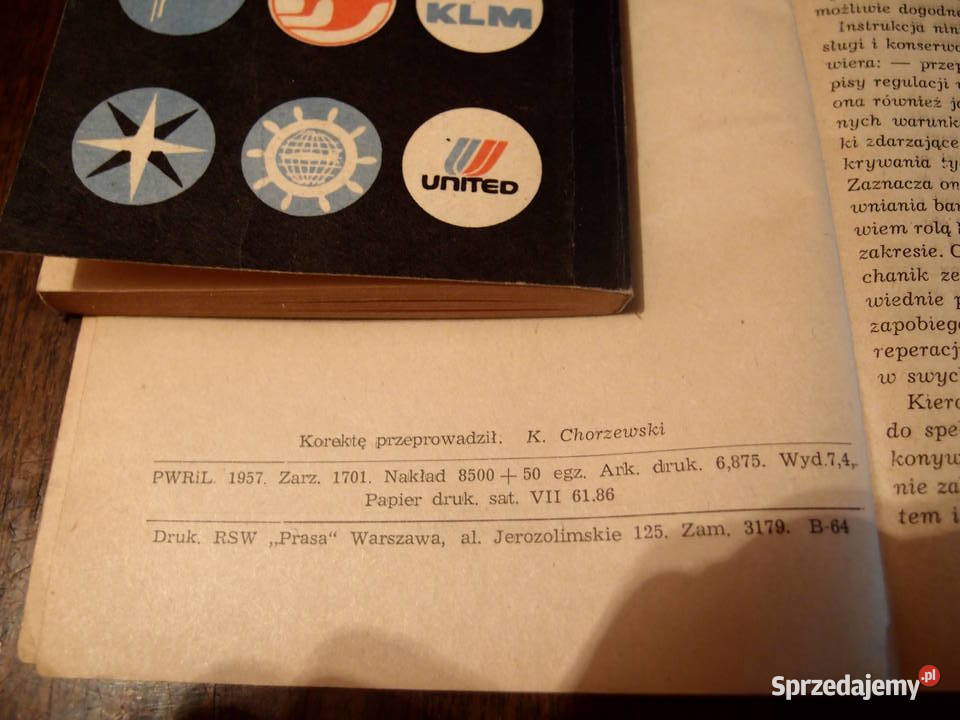 KLM
UNITED
możliwie dogodne
Instrukcja nin
sługi i konserwa
wiera: — przep
pisy regulacji
ona również j
nych warunk
ki zdarzające
krywania ty
Zaznacza on
wniania bar
wiem rolą
zakresie.
chanik ze
wiednie p
zapobieg
reperacj
w swyc
Kiero
do spe
konyw
nie za
tem i
Korektę przeprowadził. K. Chorzewski
PWRiL. 1957. Zarz. 1701. Nakład 8500 + 50 egz. Ark. druk. 6,875. Wyd.7,4,
Papier druk. sat. VII 61.86
Druk. RSW „Prasa" Warszawa, al. Jerozolimskie 125. Zam. 3179. B-64
Sprzedajemy.pl